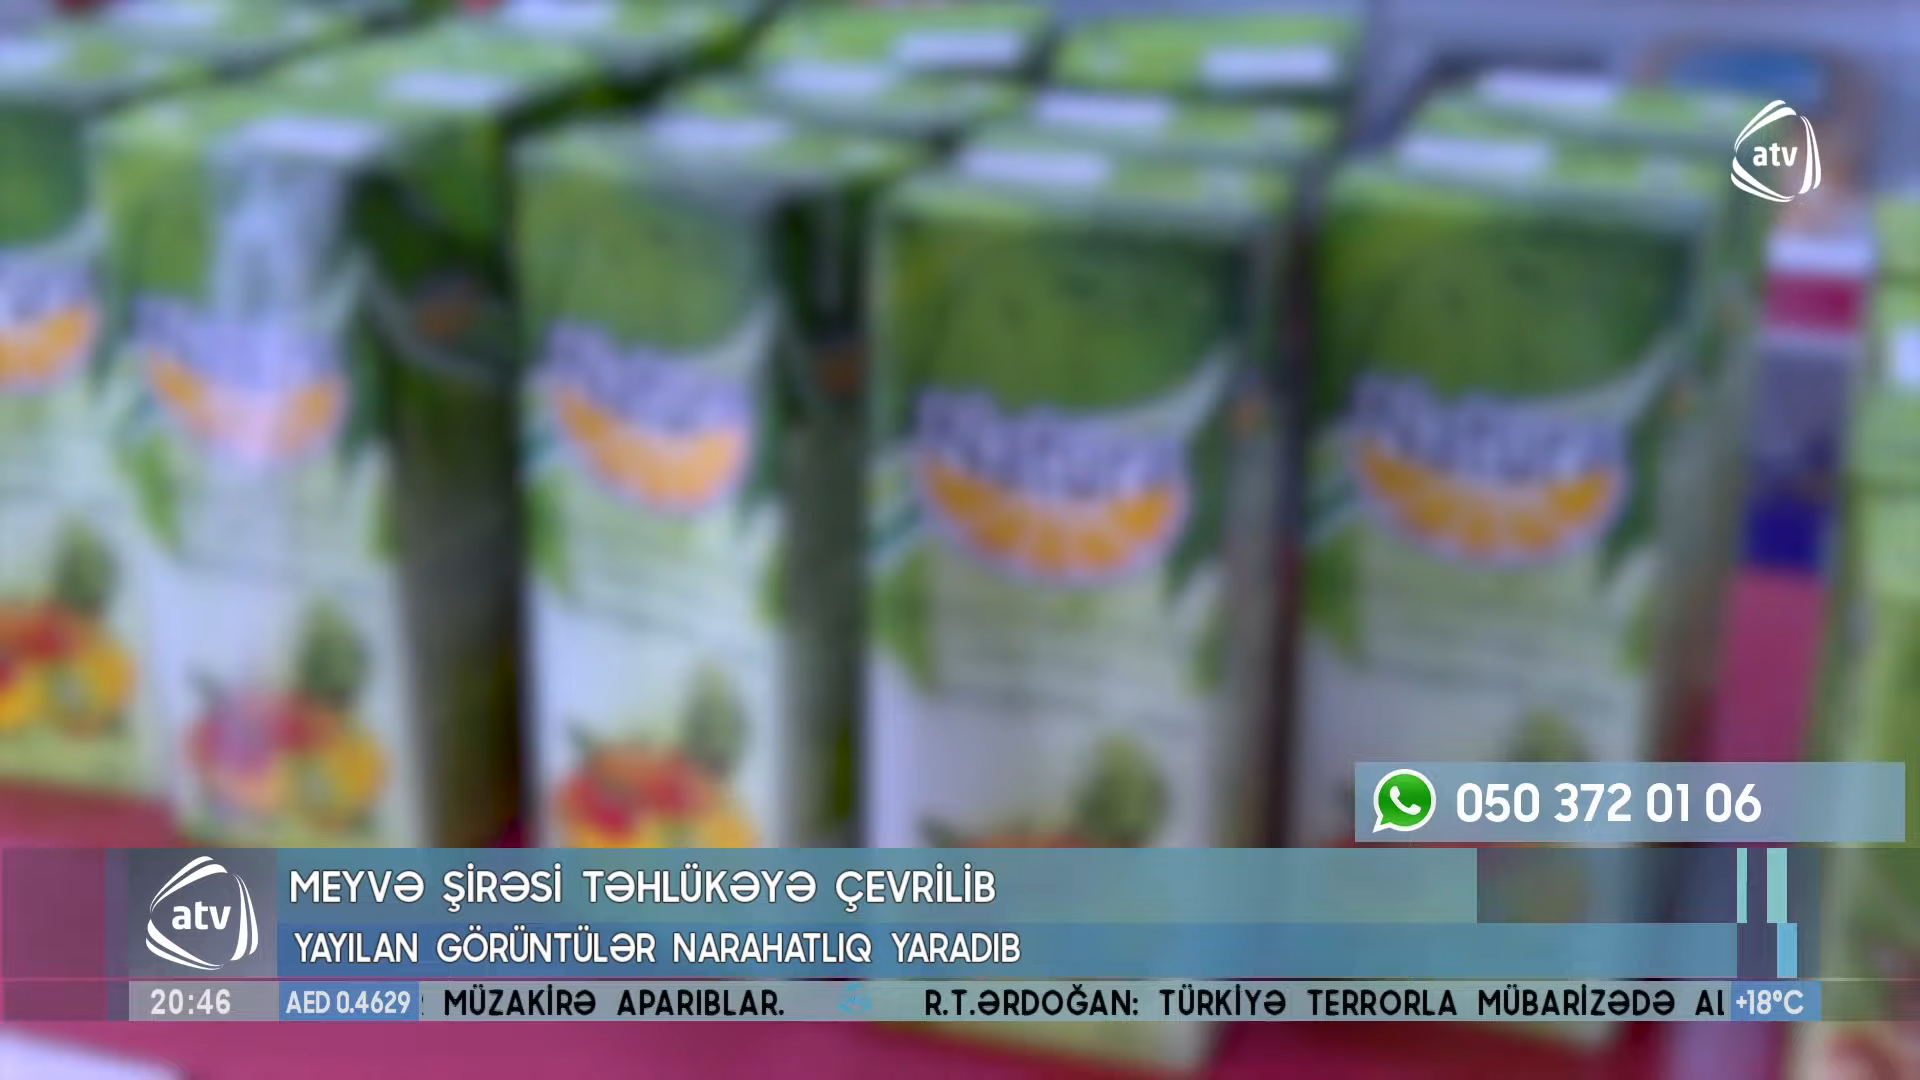 atv
050 372 01 06
MEYVƏ ŞİRƏSİ TƏHLÜKƏYƏ ÇEVRİLİB
atv
YAYILAN GÖRÜNTÜLƏR NARAHATLIQ YARADIB
20:46 AED 0.4629 MÜZAKİRƏ APARIBLAR. R.T.ƏRDOĞAN: TÜRKİYƏ TERRORLA MÜBARİZƏDƏ +18°C